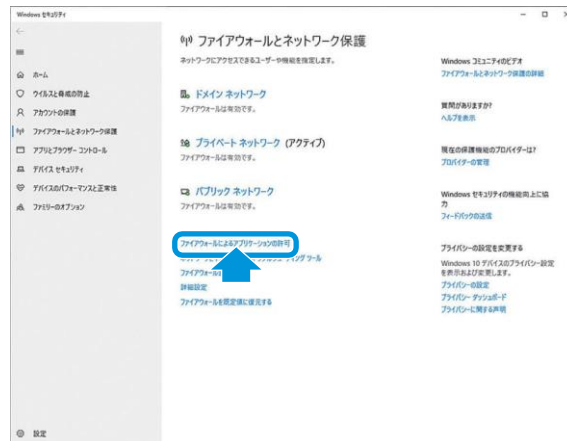 Windows セキュリティ
ホーム
ウイルスと脅威の防止
アカウントの保護
ファイアウォールとネットワーク保護
アプリとブラウザー コントロール
デバイス セキュリティ
デバイスのパフォーマンスと正常性
ファミリーのオプション
設定
ファイアウォールとネットワーク保護
ネットワークにアクセスできるユーザーや機能を指定します。
ドメイン ネットワーク
ファイアウォールは有効です。
プライベート ネットワーク (アクティブ)
ファイアウォールは有効です。
パブリック ネットワーク
ファイアウォールは有効です。
ファイアウォールによるアプリケーションの許可
ファイアウォール
詳細設定
ファイアウォールを既定値に復元する
Windows コミュニティのビデオ
ファイアウォールとネットワーク保護の詳細
質問がありますか?
ヘルプを表示
現在の保護機能のプロバイダーは?
プロバイダーの管理
Windows セキュリティの機能向上に協
力
フィードバックの送信
プライバシーの設定を変更する
Windows 10 デバイスのプライバシー設定
を表示および変更します。
プライバシーの設定
プライバシー ダッシュボード
プライバシーに関する声明